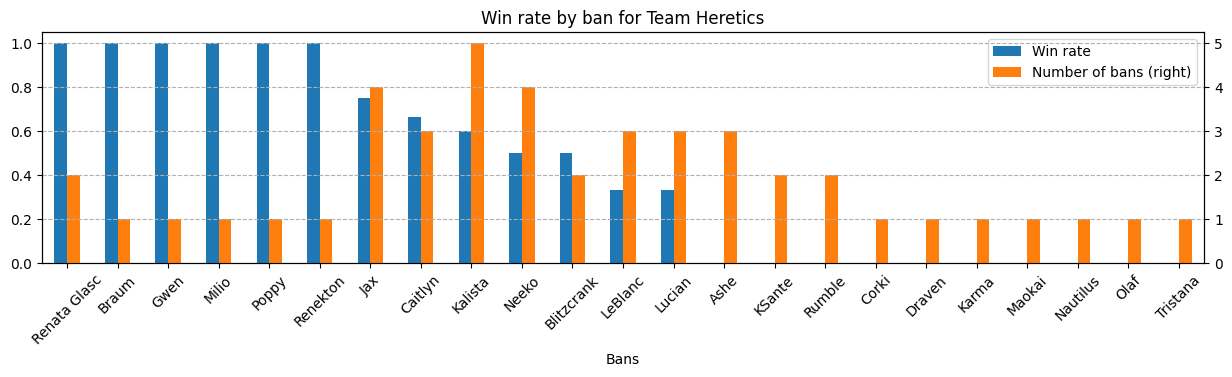 Win rate by ban for Team Heretics
Win rate
Number of bans (right)
1.0
0.8
0.6
0.4
0.2
0.0
5
4
3
2
1
0
Renata Glasc
Braum
Gwen
Milio
Poppy
Renekton
Jax
Caitlyn
Kalista
Neeko
Blitzcrank
LeBlanc
Lucian
Ashe
KSante
Rumble
Corki
Draven
Karma
Maokai
Nautilus
Olaf
Tristana
Bans